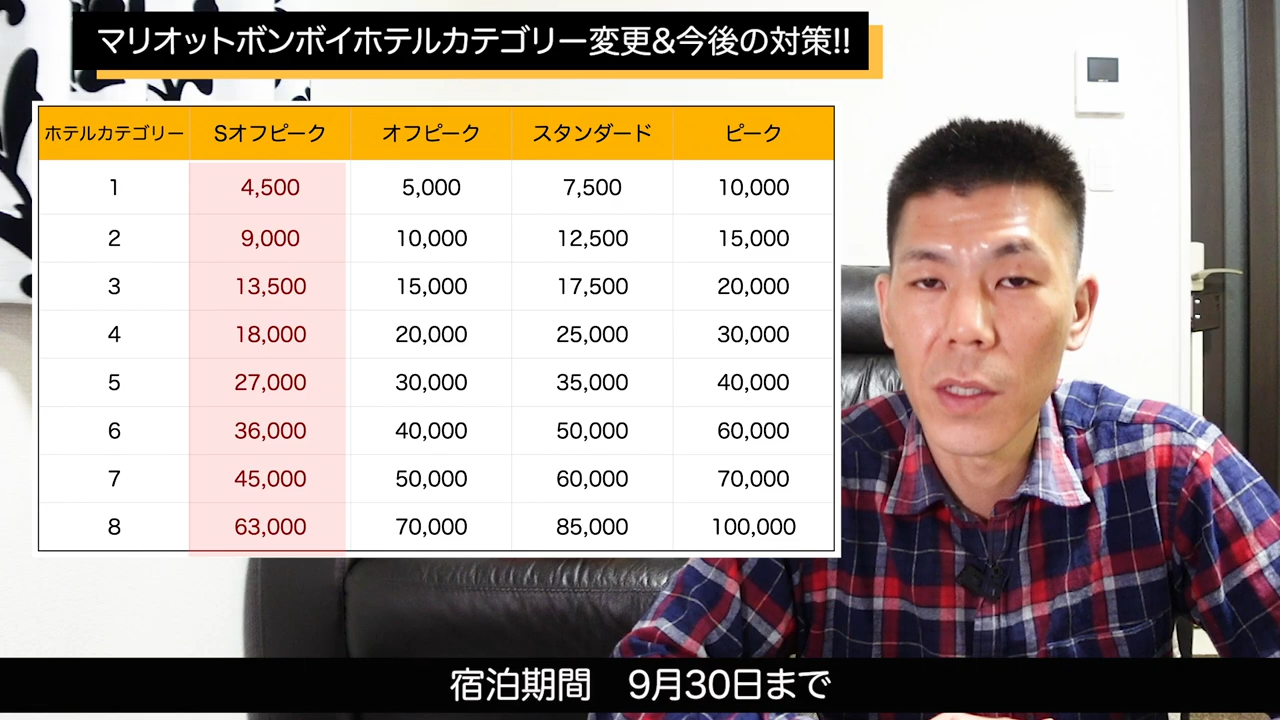 マリオットボンボイホテルカテゴリー変更&今後の対策!!
ホテルカテゴリー Sオフピーク オフピーク スタンダード ピーク
1 4,500 5,000 7,500 10,000
2 9,000 10,000 12,500 15,000
3 13,500 15,000 17,500 20,000
4 18,000 20,000 25,000 30,000
5 27,000 30,000 35,000 40,000
6 36,000 40,000 50,000 60,000
7 45,000 50,000 60,000 70,000
8 63,000 70,000 85,000 100,000
宿泊期間 9月30日まで